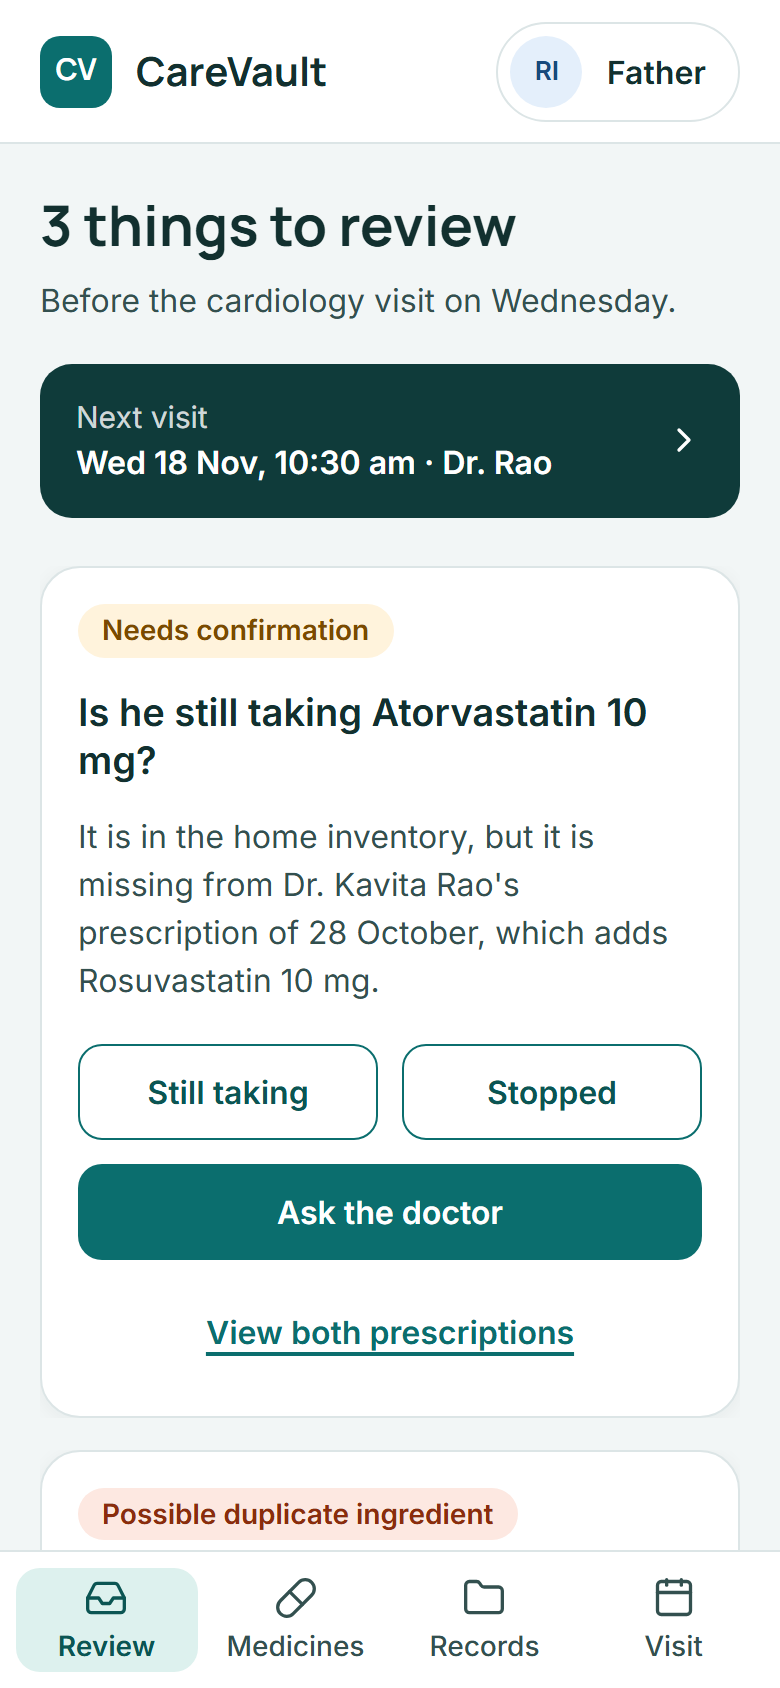 CV
CareVault
RI
Father
3 things to review
Before the cardiology visit on Wednesday.
Next visit
Wed 18 Nov, 10:30 am · Dr. Rao
Needs confirmation
Is he still taking Atorvastatin 10
mg?
It is in the home inventory, but it is
missing from Dr. Kavita Rao's
prescription of 28 October, which adds
Rosuvastatin 10 mg.
Still taking
Stopped
Ask the doctor
View both prescriptions
Possible duplicate ingredient
Review
Medicines
Records
Visit